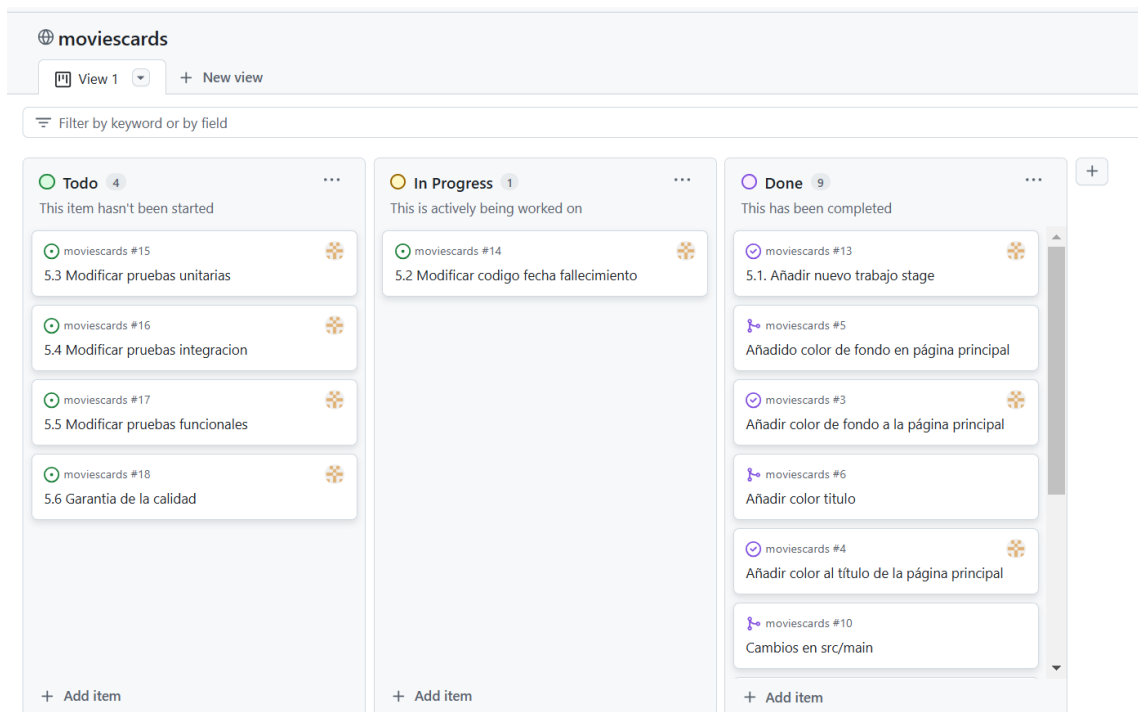 moviescards
View 1
New view
Filter by keyword or by field
Todo 4
This item hasn't been started
moviescards #15
5.3 Modificar pruebas unitarias
moviescards #16
5.4 Modificar pruebas integracion
moviescards #17
5.5 Modificar pruebas funcionales
moviescards #18
5.6 Garantia de la calidad
Add item
In Progress 1
This is actively being worked on
moviescards #14
5.2 Modificar codigo fecha fallecimiento
Add item
Done 9
This has been completed
moviescards #13
5.1. Añadir nuevo trabajo stage
moviescards #5
Añadido color de fondo en página principal
moviescards #3
Añadir color de fondo a la página principal
moviescards #6
Añadir color titulo
moviescards #4
Añadir color al título de la página principal
moviescards #10
Cambios en src/main
Add item